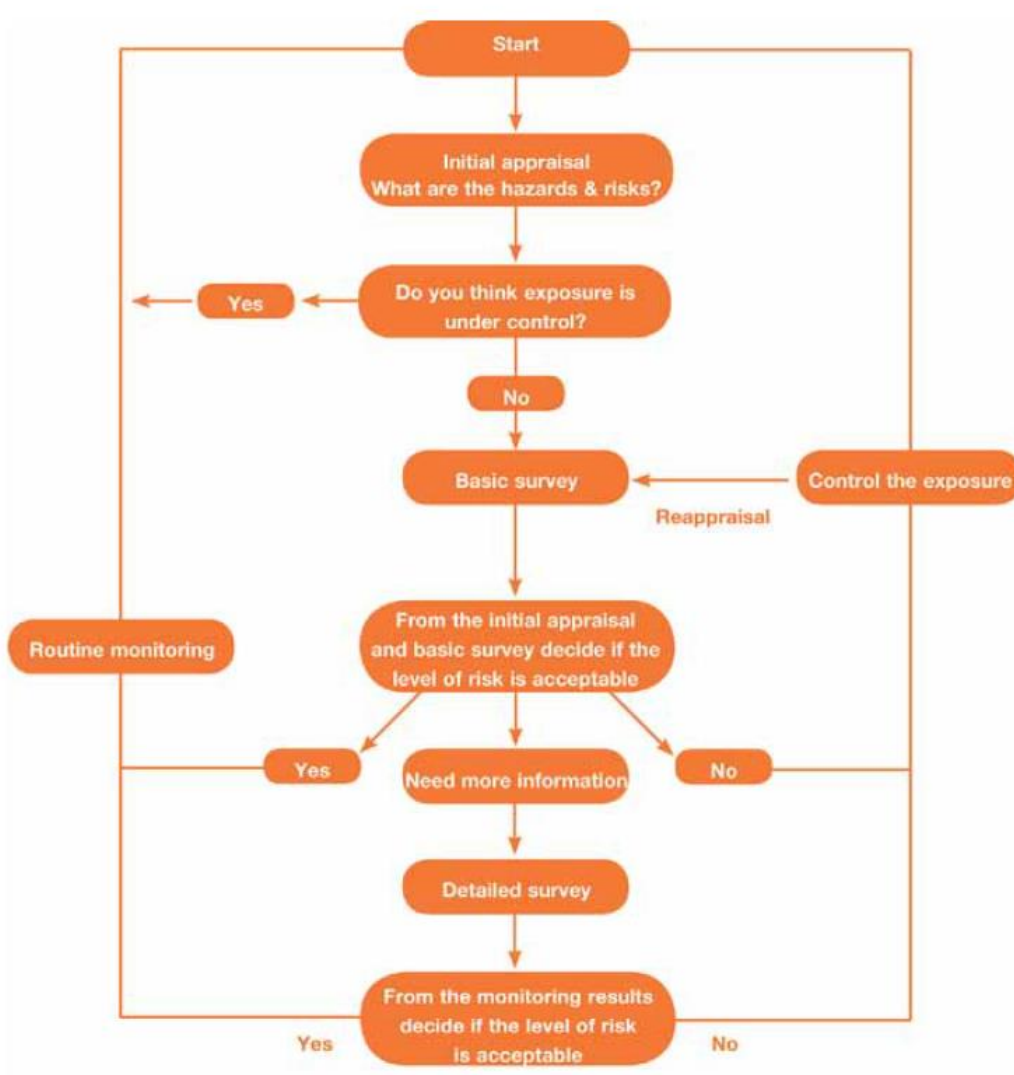 Start
Initial appraisal
What are the hazards & risks?
Do you think exposure is
under control?
Yes
No
Basic survey
Control the exposure
Reappraisal
From the initial appraisal
and basic survey decide if the
level of risk is acceptable
Routine monitoring
Yes
Need more information
No
Detailed survey
From the monitoring results
decide if the level of risk
is acceptable
Yes
No